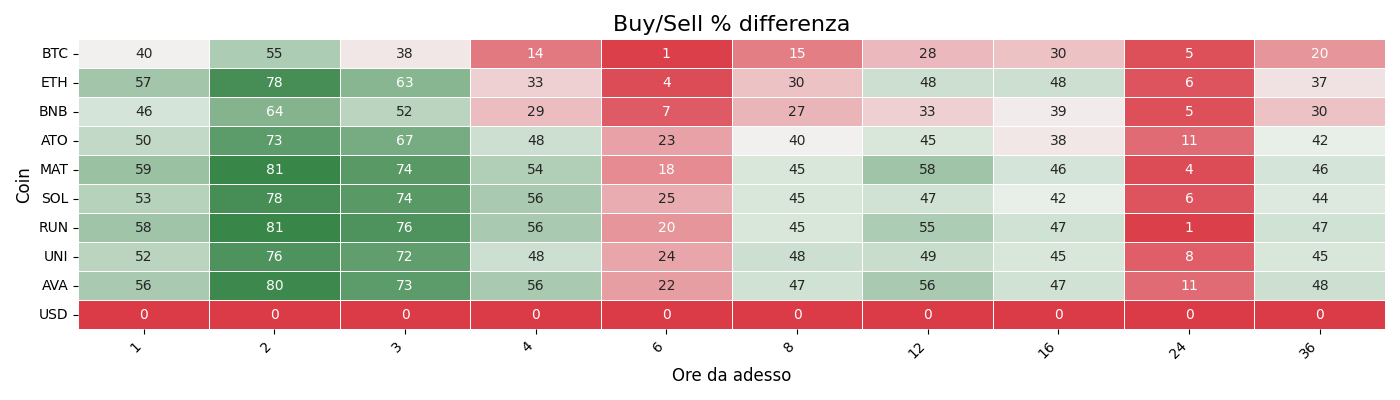 Buy/Sell % differenza
Coin
BTC 40 55 38 14 1 15 28 30 5 20
ETH 57 78 63 33 4 30 48 48 6 37
BNB 46 64 52 29 7 27 33 39 5 30
ATO 50 73 67 48 23 40 45 38 11 42
MAT 59 81 74 54 18 45 58 46 4 46
SOL 53 78 74 56 25 45 47 42 6 44
RUN 58 81 76 56 20 45 55 47 1 47
UNI 52 76 72 48 24 48 49 45 8 45
AVA 56 80 73 56 22 47 56 47 11 48
USD 0 0 0 0 0 0 0 0 0 0
1 2 3 4 6 8 12 16 24 36
Ore da adesso